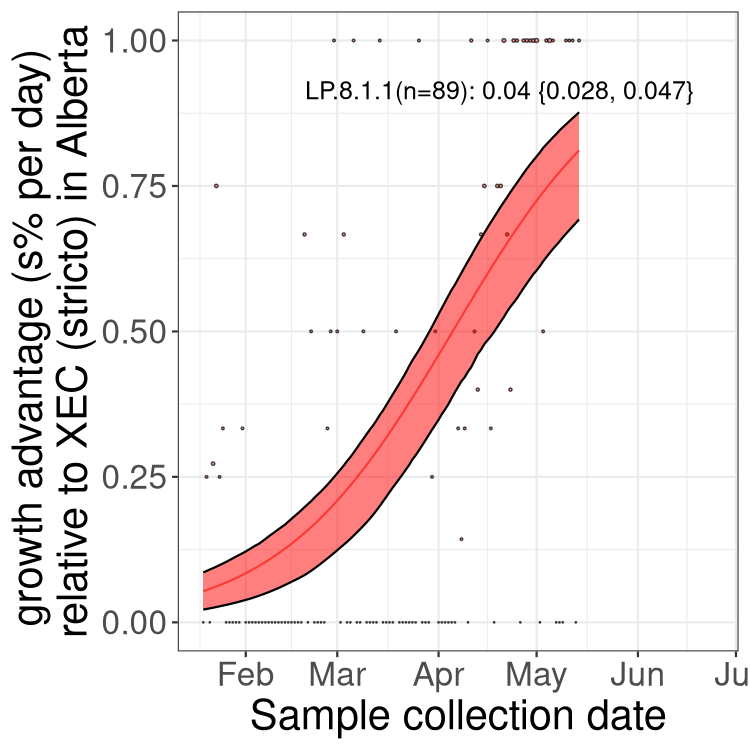 growth advantage (s% per day)
relative to XEC (stricto) in Alberta
1.00
0.75
0.50
0.25
0.00
LP.8.1.1(n=89): 0.04 {0.028, 0.047}
Feb Mar Apr May Jun Ju
Sample collection date